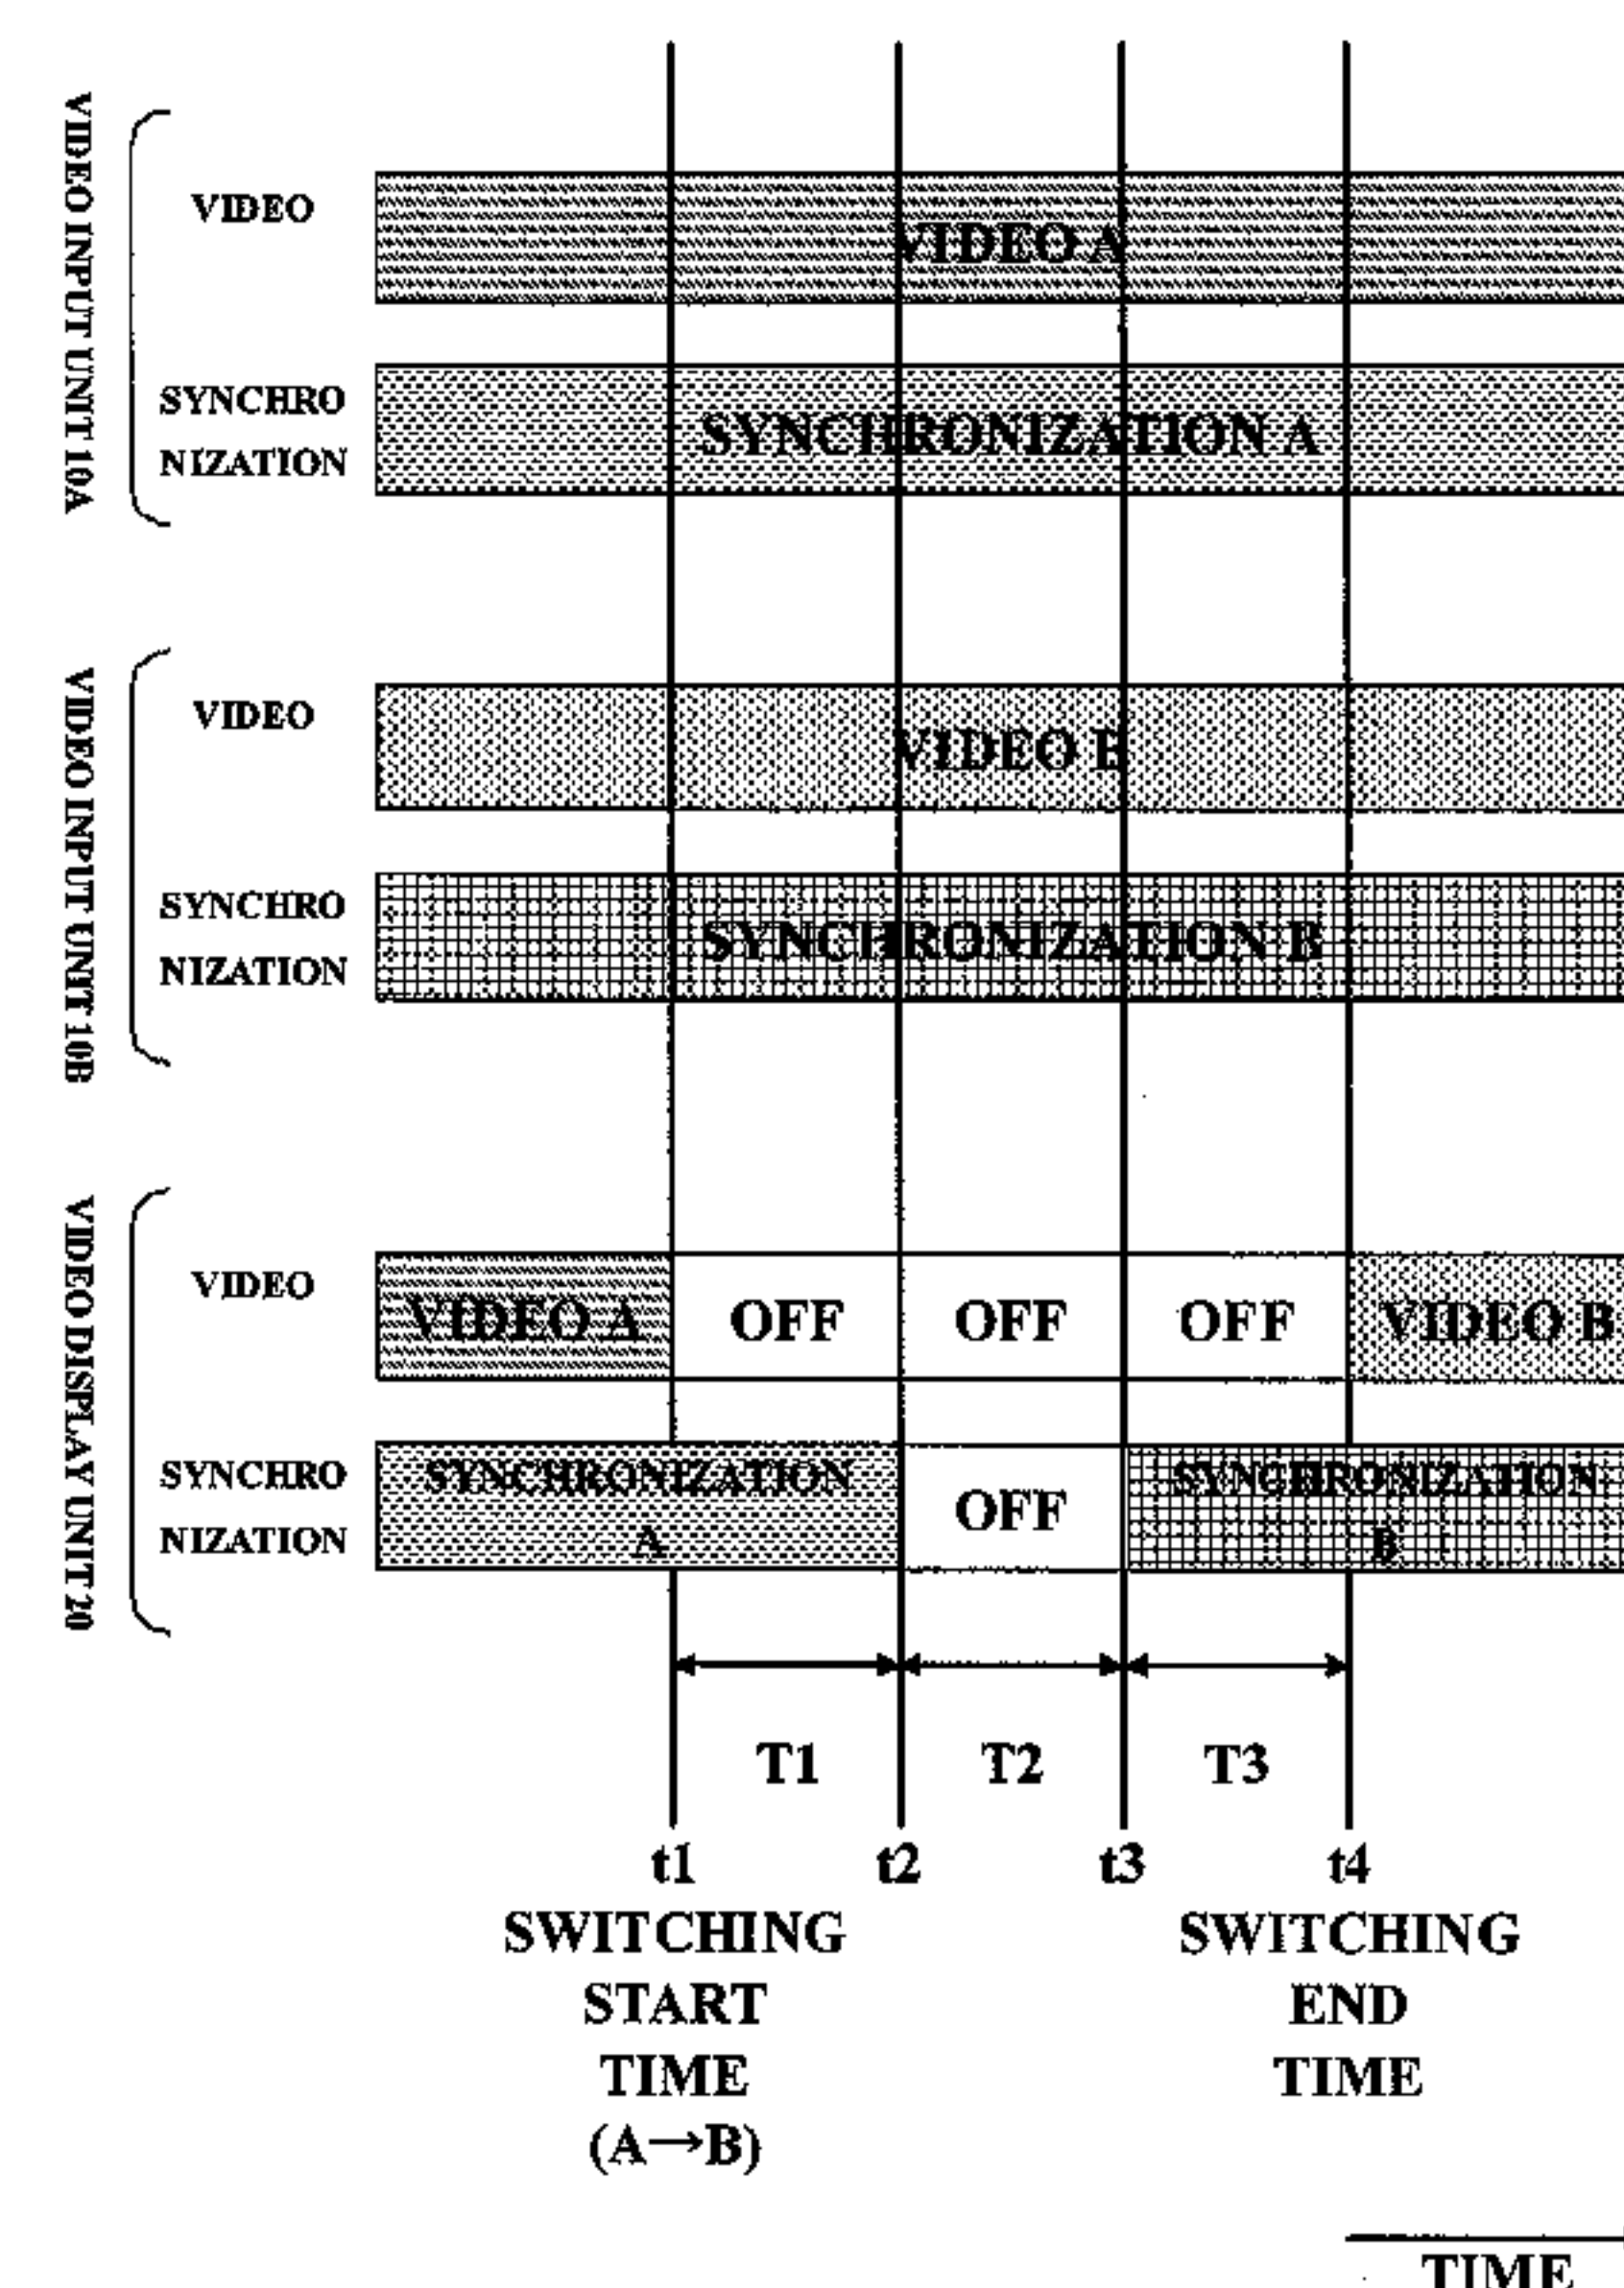 VIDEO INPUT UNIT 10A
VIDEO
VIDEO A
SYNCHRO
NIZATION
SYNCHRONIZATION A
VIDEO INPUT UNIT 10B
VIDEO
VIDEO B
SYNCHRO
NIZATION
SYNCHRONIZATION B
VIDEO DISPLAY UNIT 20
VIDEO
VIDEO A
OFF
OFF
OFF
VIDEO B
SYNCHRO
NIZATION
SYNCHRONIZATION
A
OFF
SYNCHRONIZATION
B
T1
T2
T3
t1
t2
t3
t4
SWITCHING
START
TIME
(A→B)
SWITCHING
END
TIME
TIME